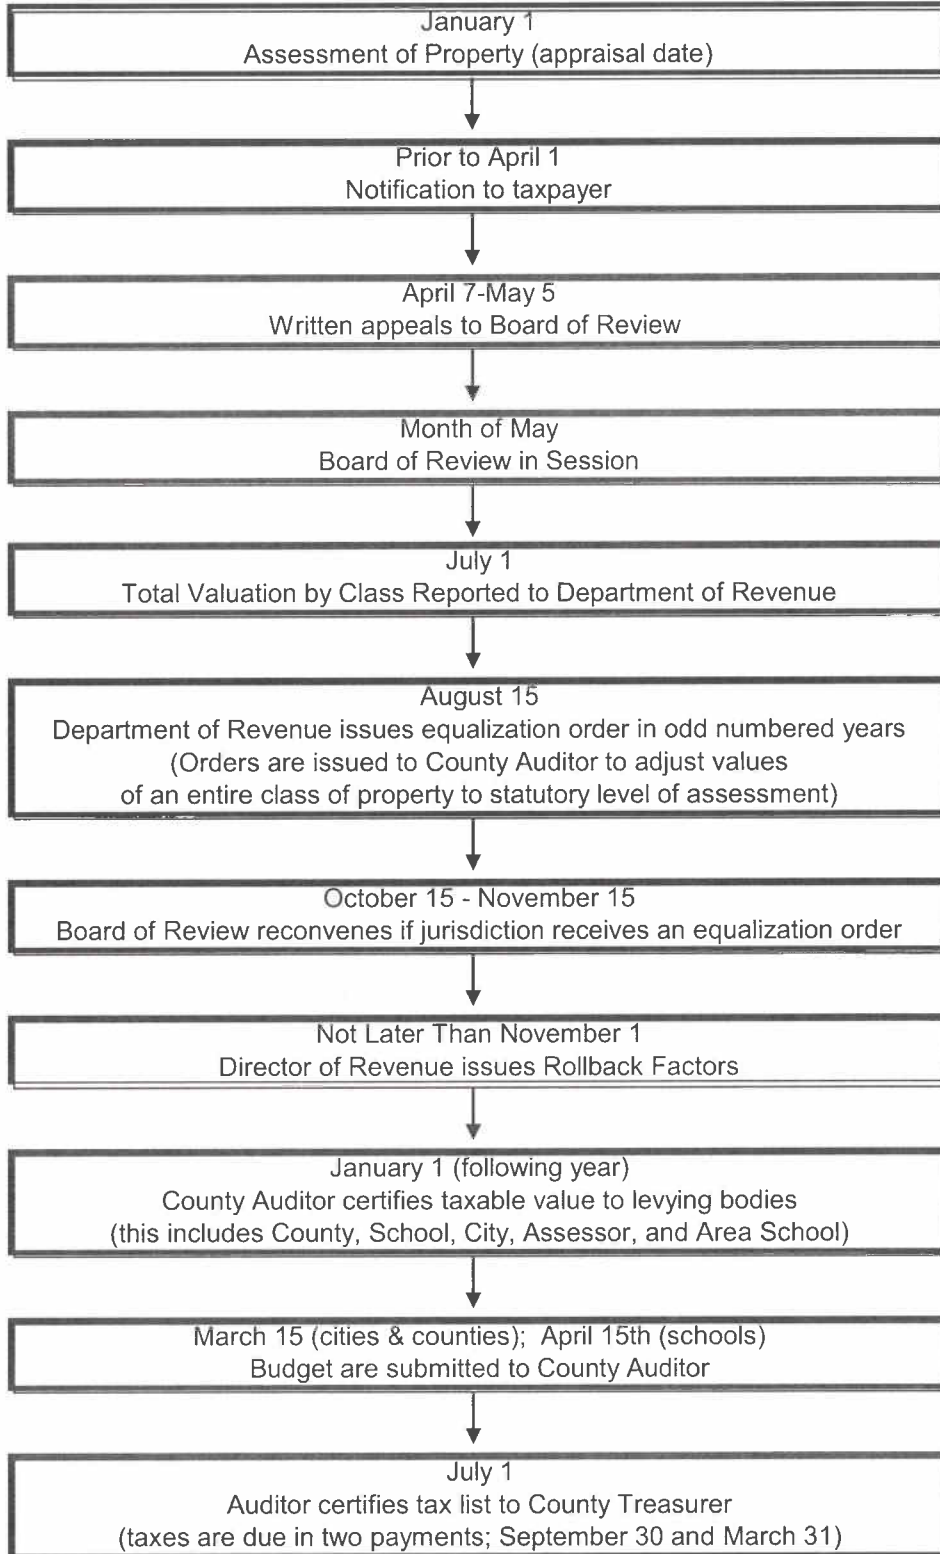 January 1
Assessment of Property (appraisal date)
Prior to April 1
Notification to taxpayer
April 7-May 5
Written appeals to Board of Review
Month of May
Board of Review in Session
July 1
Total Valuation by Class Reported to Department of Revenue
August 15
Department of Revenue issues equalization order in odd numbered years
(Orders are issued to County Auditor to adjust values
of an entire class of property to statutory level of assessment)
October 15 - November 15
Board of Review reconvenes if jurisdiction receives an equalization order
Not Later Than November 1
Director of Revenue issues Rollback Factors
January 1 (following year)
County Auditor certifies taxable value to levying bodies
(this includes County, School, City, Assessor, and Area School)
March 15 (cities & counties); April 15th (schools)
Budget are submitted to County Auditor
July 1
Auditor certifies tax list to County Treasurer
(taxes are due in two payments; September 30 and March 31)